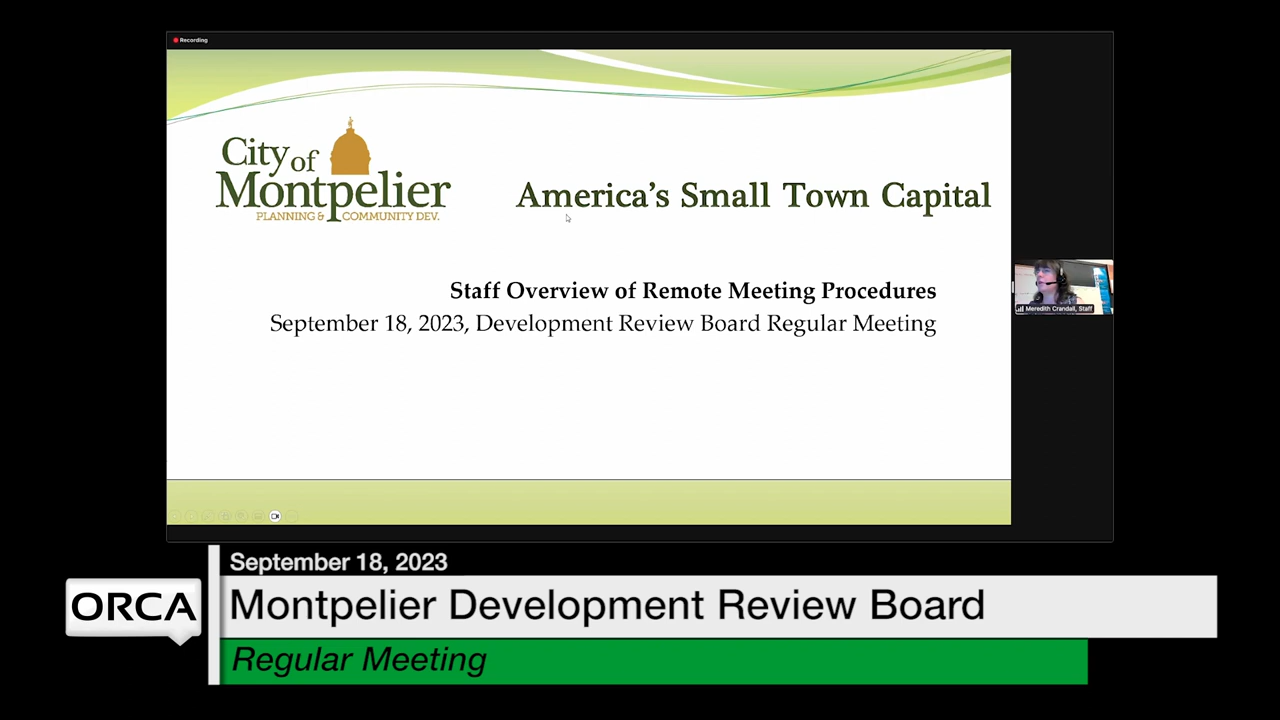 Recording
City of
Montpelier
PLANNING & COMMUNITY DEV.
America's Small Town Capital
Staff Overview of Remote Meeting Procedures
September 18, 2023, Development Review Board Regular Meeting
Meredith Crandall, Staff
September 18, 2023
ORCA
Montpelier Development Review Board
Regular Meeting